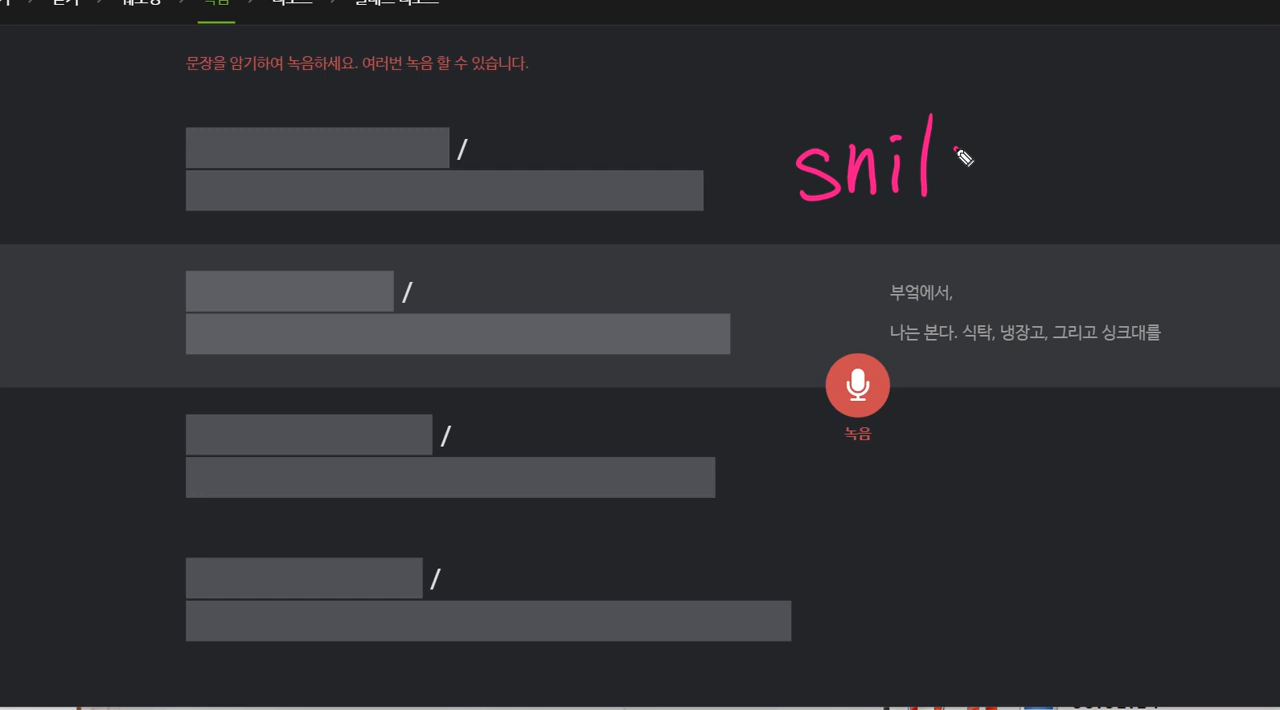 녹음
문장을 암기하여 녹음하세요. 여러번 녹음 할 수 있습니다.
/
snil
/
부엌에서,
나는 본다. 식탁, 냉장고, 그리고 싱크대를
녹음
/
/